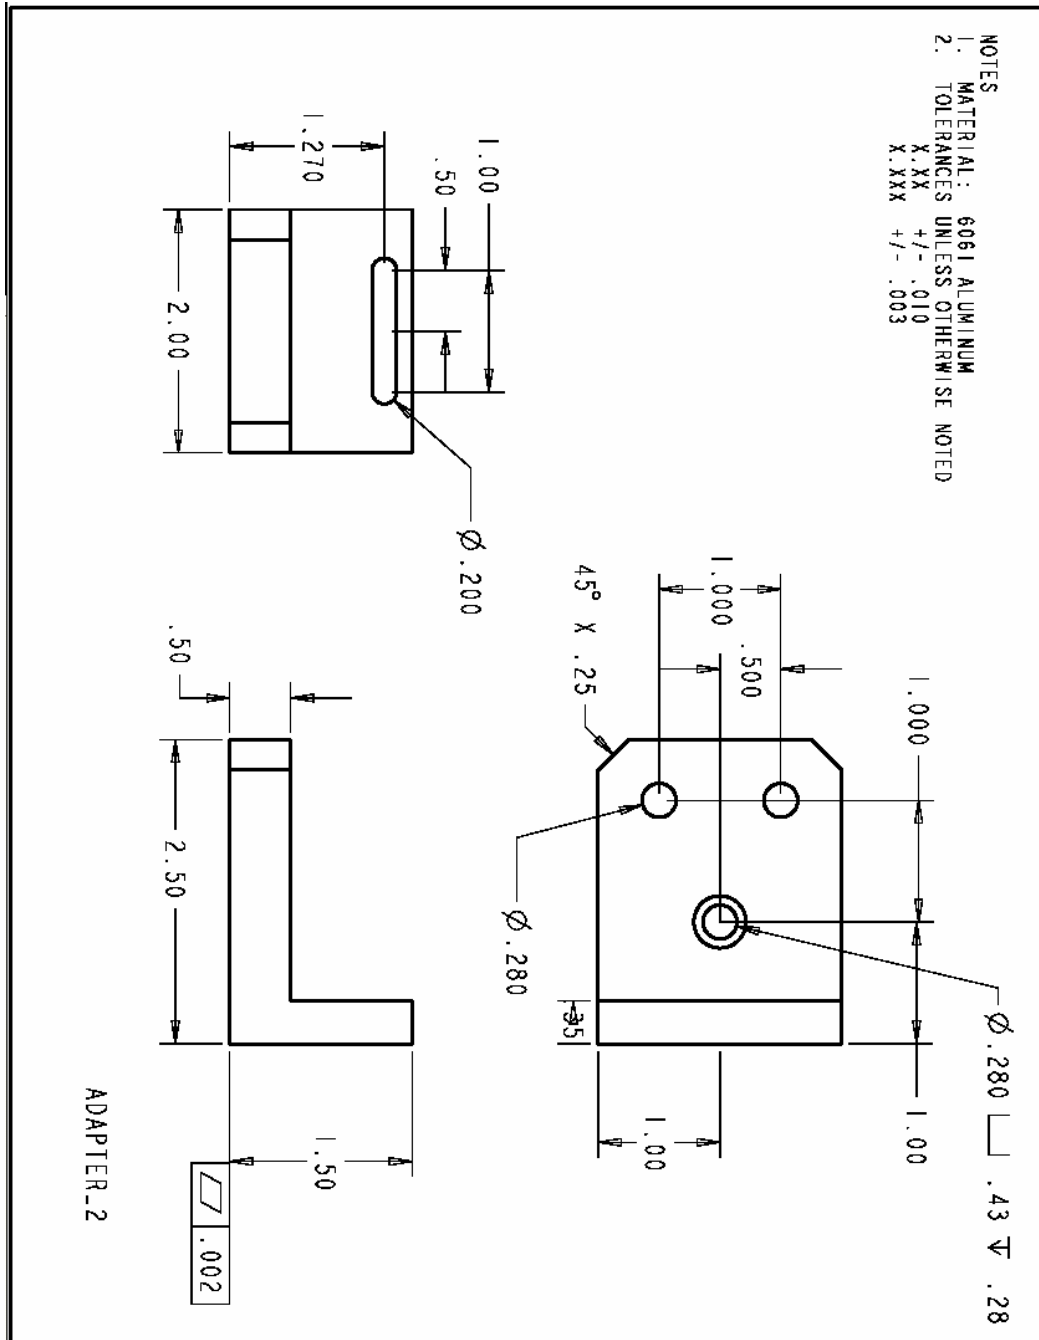 NOTES
1. MATERIAL: 6061 ALUMINUM
2. TOLERANCES UNLESS OTHERWISE NOTED
X.XX +/- .010
X.XXX +/- .003
1.00
.50
1.270
2.00
Ø.200
1.000
.500
1.000
45° X .25
Ø.280
Ø.280 ⌴ .43 ↧ .28
.35
1.00
1.00
.50
2.50
1.50
⏥ .002
ADAPTER_2